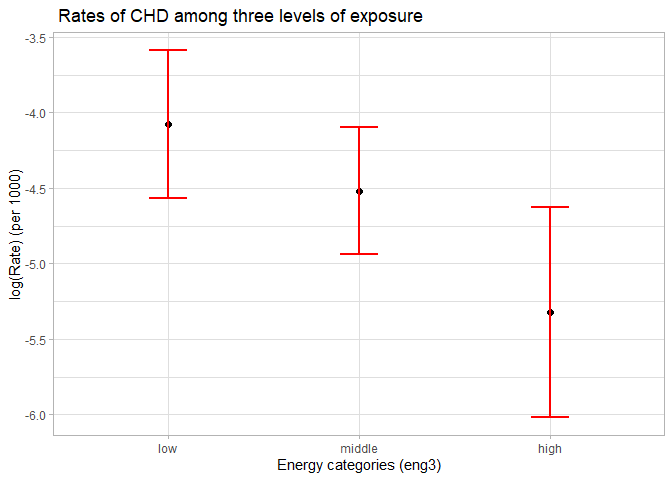 Rates of CHD among three levels of exposure
log(Rate) (per 1000)
-3.5
-4.0
-4.5
-5.0
-5.5
-6.0
low middle high
Energy categories (eng3)